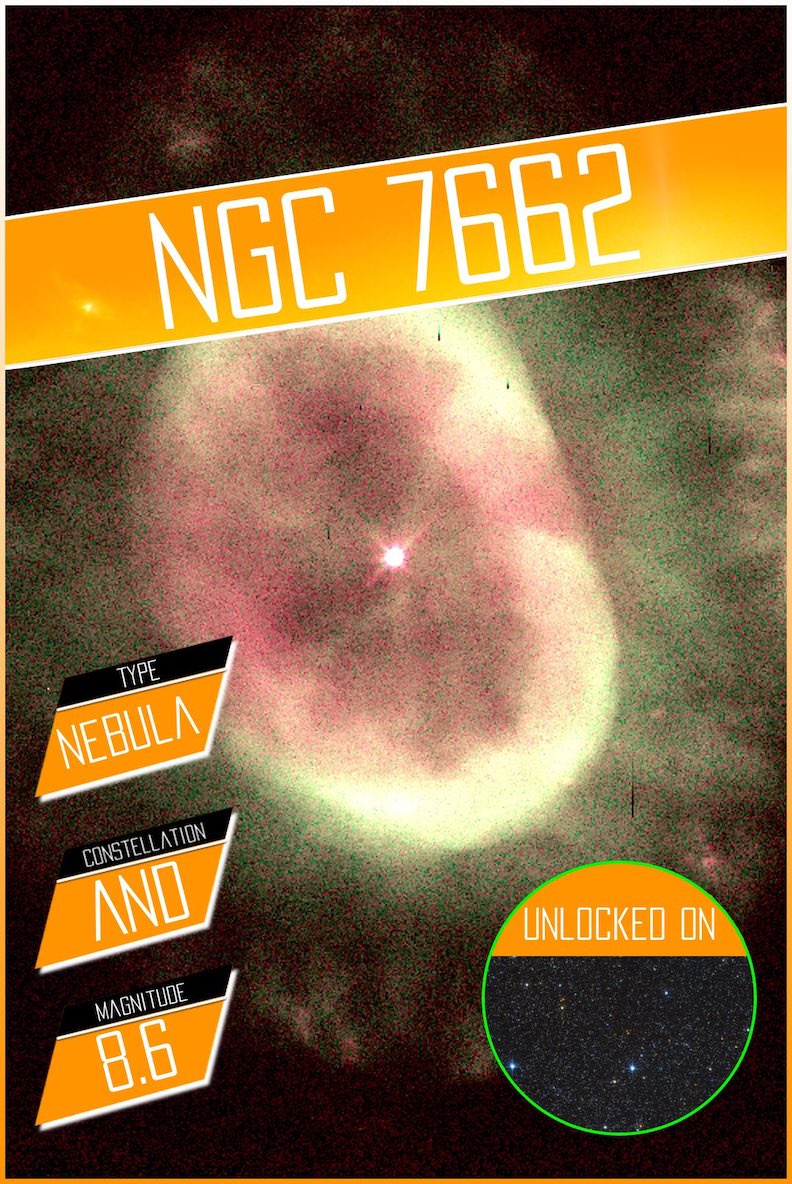 NGC 7662
TYPE
NEBULA
CONSTELLATION
AND
MAGNITUDE
8.6
UNLOCKED ON